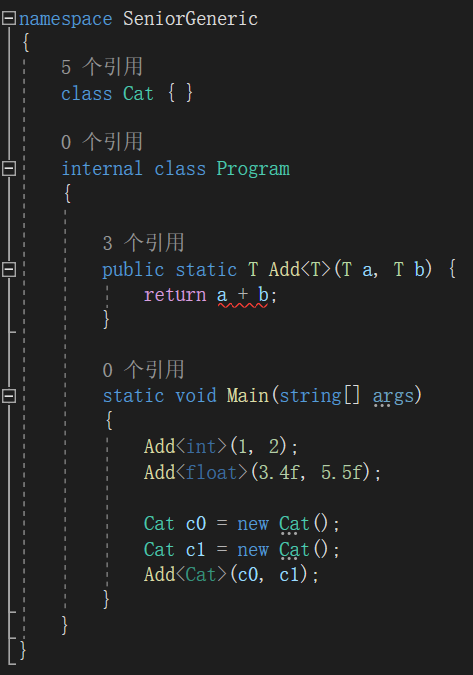 namespace SeniorGeneric
{
5 个引用
class Cat { }
0 个引用
internal class Program
{
3 个引用
public static T Add<T>(T a, T b) {
return a + b;
}
0 个引用
static void Main(string[] args)
{
Add<int>(1, 2);
Add<float>(3.4f, 5.5f);
Cat c0 = new Cat();
Cat c1 = new Cat();
Add<Cat>(c0, c1);
}
}
}